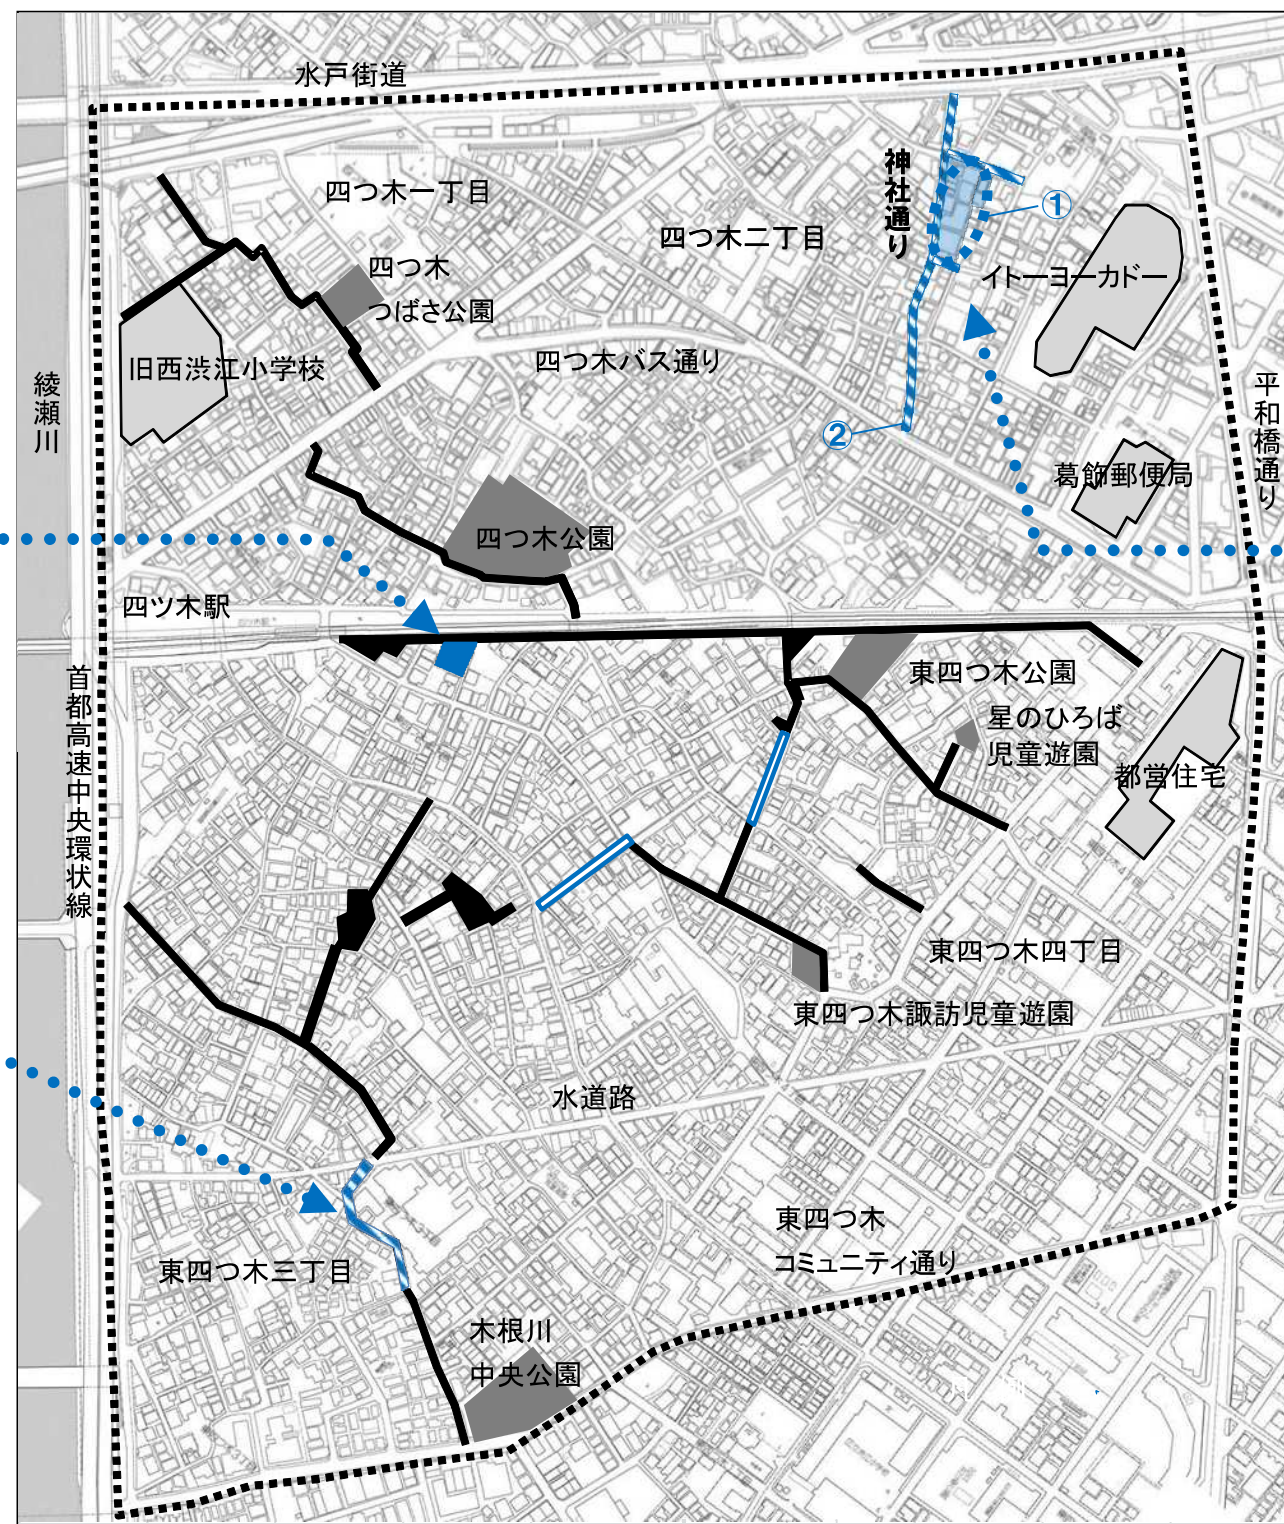 水戸街道
四つ木一丁目
神社通り
①
四つ木二丁目
四つ木
つばさ公園
イトーヨーカドー
旧西渋江小学校
四つ木バス通り
綾瀬川
平和橋通り
②
葛飾郵便局
四つ木公園
四ツ木駅
首都高速中央環状線
東四つ木公園
星のひろば
児童遊園
都営住宅
東四つ木四丁目
東四つ木諏訪児童遊園
水道路
東四つ木
コミュニティ通り
東四つ木三丁目
木根川
中央公園